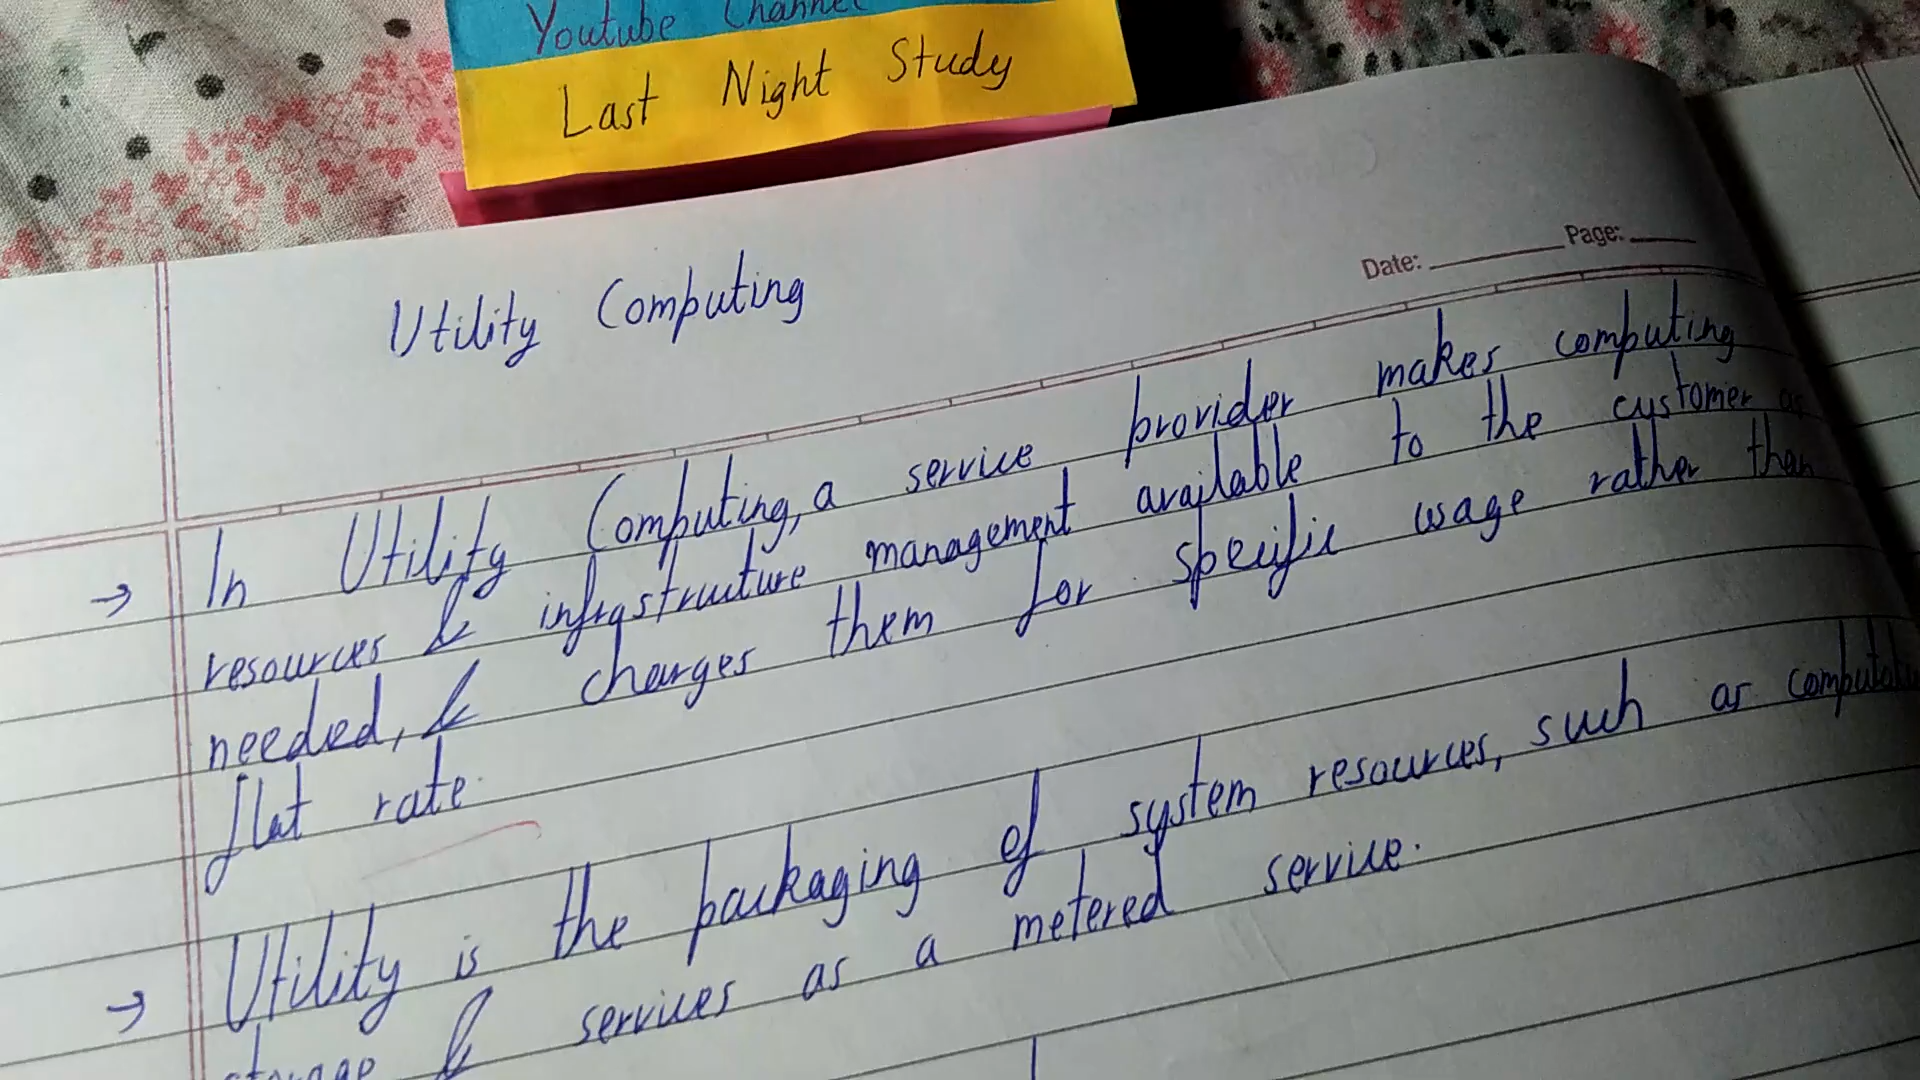 Youtube Channel
Last Night Study
Date: Page:
Utility Computing
→ In Utility Computing, a service provider makes computing
resources & infrastructure management available to the customer as
needed, & charges them for specific usage rather than
flat rate.
→ Utility is the packaging of system resources, such as
storage & services as a metered service.